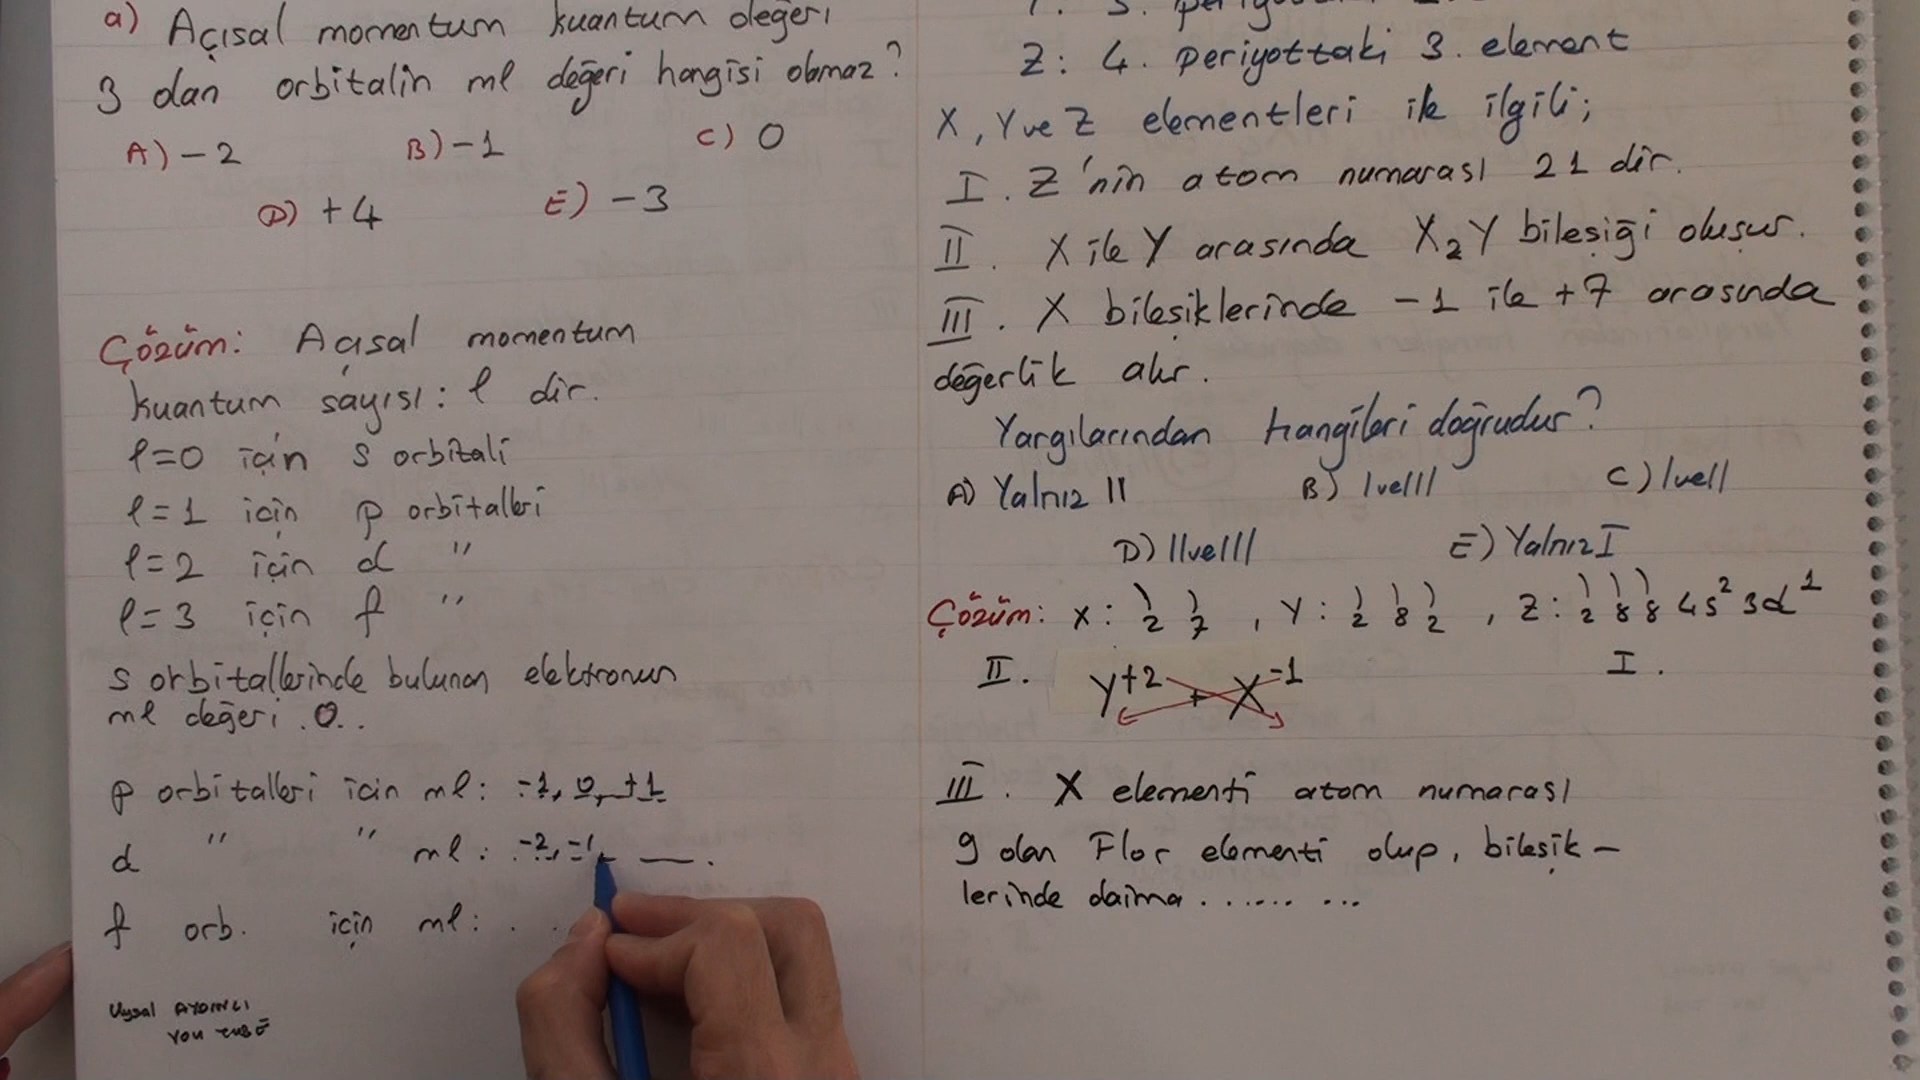 a) Açısal momentum kuantum değeri
3 olan orbitalin ml değeri hangisi olmaz?
A) -2 B) -1 C) 0
D) +4 E) -3
Çözüm: Açısal momentum
kuantum sayısı: l dir.
l=0 için s orbitali
l=1 için p orbitalleri
l=2 için d "
l=3 için f "
s orbitallerinde bulunan elektronun
ml değeri .0..
p orbitalleri için ml: -1, 0, +1
d " " ml: -2, -1
f orb. için ml: . .
Uysal AYDINLI
YOU TUBE
Z: 4. periyottaki 3. element
X, Y ve Z elementleri ile ilgili;
I. Z'nin atom numarası 21 dir.
II. X ile Y arasında X₂Y bileşiği oluşur.
III. X bileşiklerinde -1 ile +7 arasında
değerlik alır.
Yargılarından hangileri doğrudur?
A) Yalnız II B) I ve III C) I ve II
D) II ve III E) Yalnız I
Çözüm: X: 2 7 , Y: 2 8 2 , Z: 2 8 8 4s² 3d¹
II. Y⁺² + X⁻¹ I.
III. X elementi atom numarası
9 olan Flor elementi olup, bileşik-
lerinde daima ...... ...